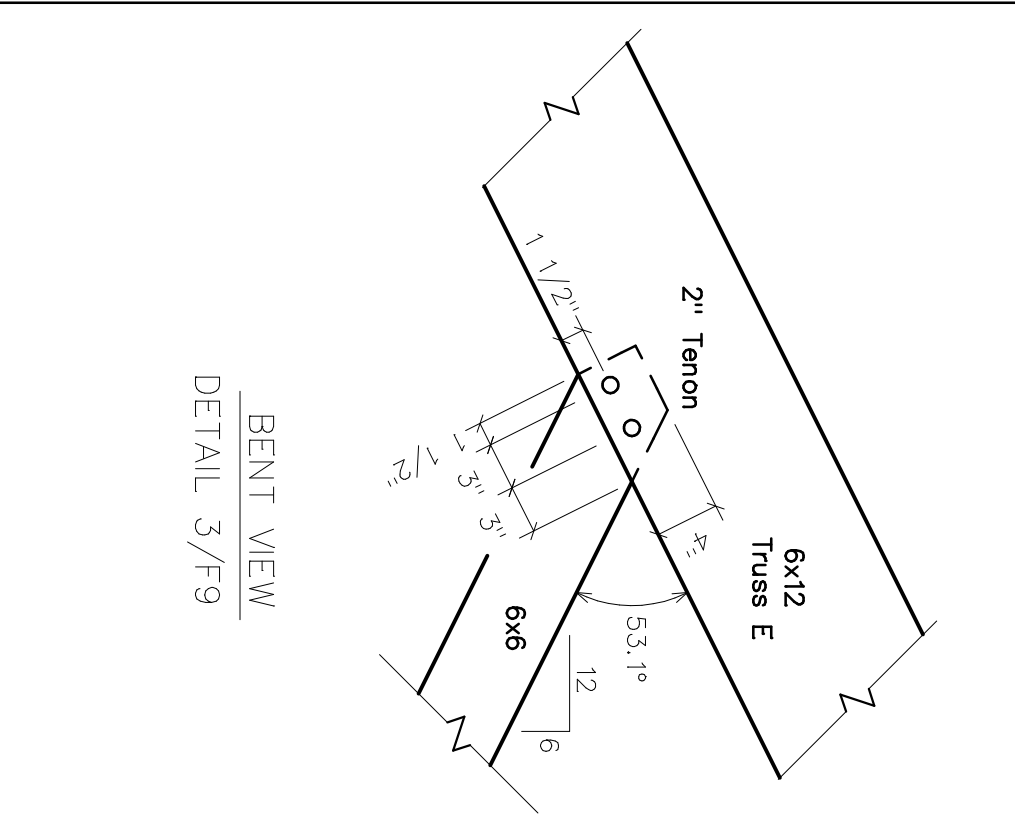 2" Tenon
6x12
Truss E
1 1/2"
4"
1 1/2"
3"
3"
53.1°
6x6
12
6
BENT VIEW
DETAIL 3/F9